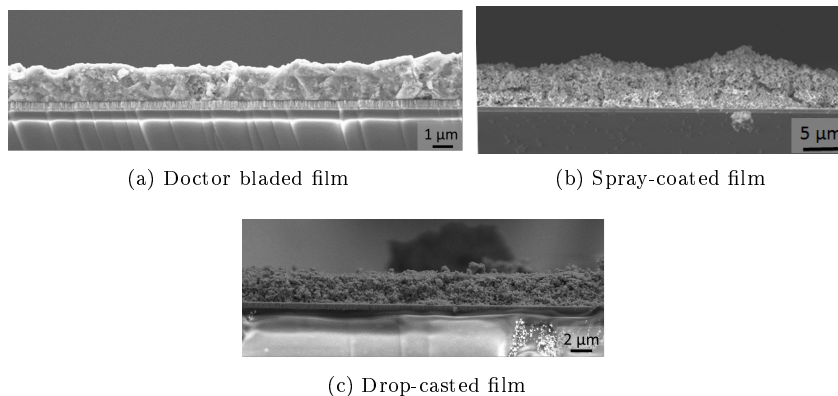 1 μm
5 μm
(a) Doctor bladed film
(b) Spray-coated film
2 μm
(c) Drop-casted film